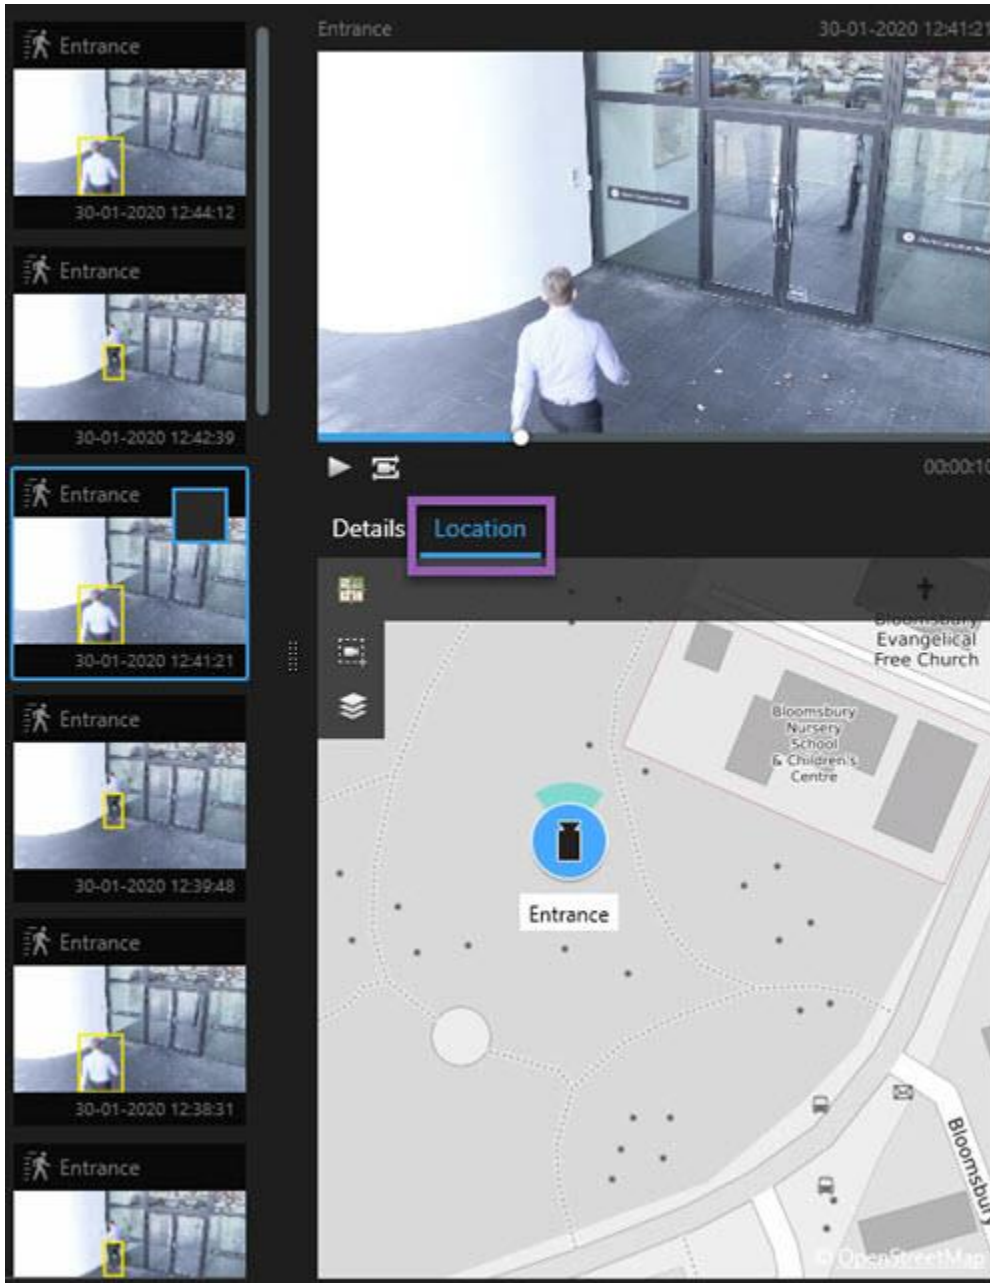 Entrance
30-01-2020 12:44:12
Entrance
30-01-2020 12:42:39
Entrance
30-01-2020 12:41:21
Entrance
30-01-2020 12:39:48
Entrance
30-01-2020 12:38:31
Entrance
Entrance
30-01-2020 12:41:21
00:00:10
Details
Location
Bloomsbury
Evangelical
Free Church
Bloomsbury
Nursery
School
& Children's
Centre
Entrance
Bloomsbury
© OpenStreetMap